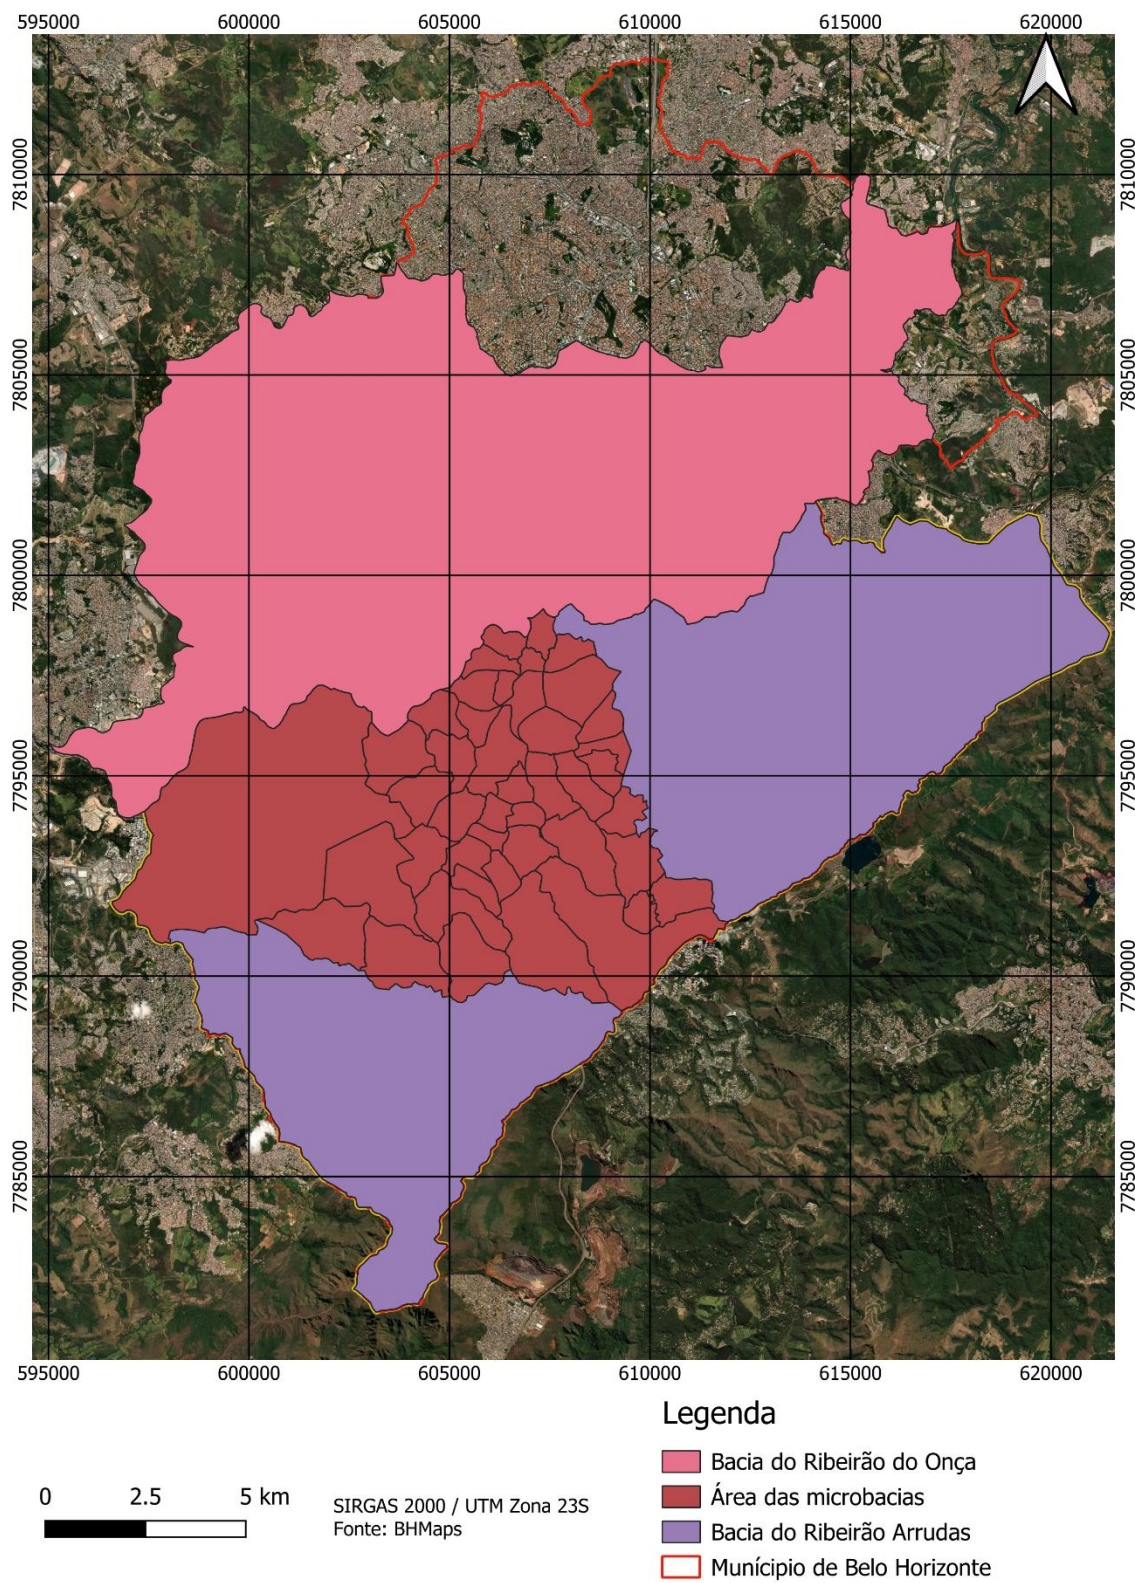 595000 600000 605000 610000 615000 620000
7810000 7810000
7805000 7805000
7800000 7800000
7795000 7795000
7790000 7790000
7785000 7785000
595000 600000 605000 610000 615000 620000
Legenda
Bacia do Ribeirão do Onça
Área das microbacias
Bacia do Ribeirão Arrudas
Munícipio de Belo Horizonte
0 2.5 5 km
SIRGAS 2000 / UTM Zona 23S
Fonte: BHMaps